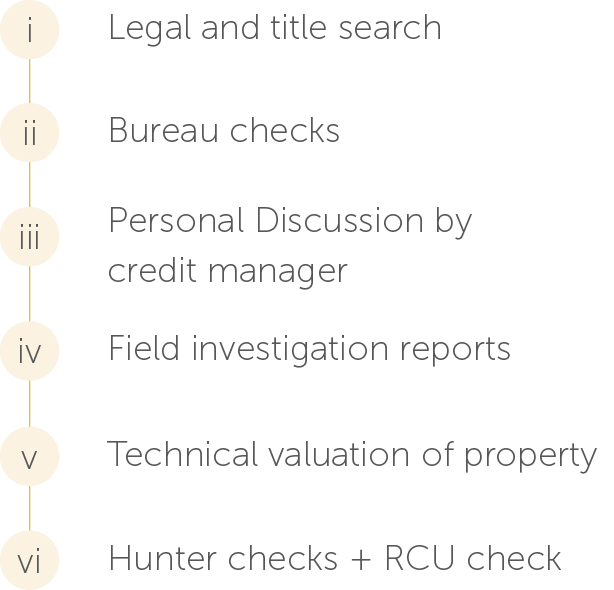 i
Legal and title search
ii
Bureau checks
iii
Personal Discussion by
credit manager
iv
Field investigation reports
v
Technical valuation of property
vi
Hunter checks + RCU check